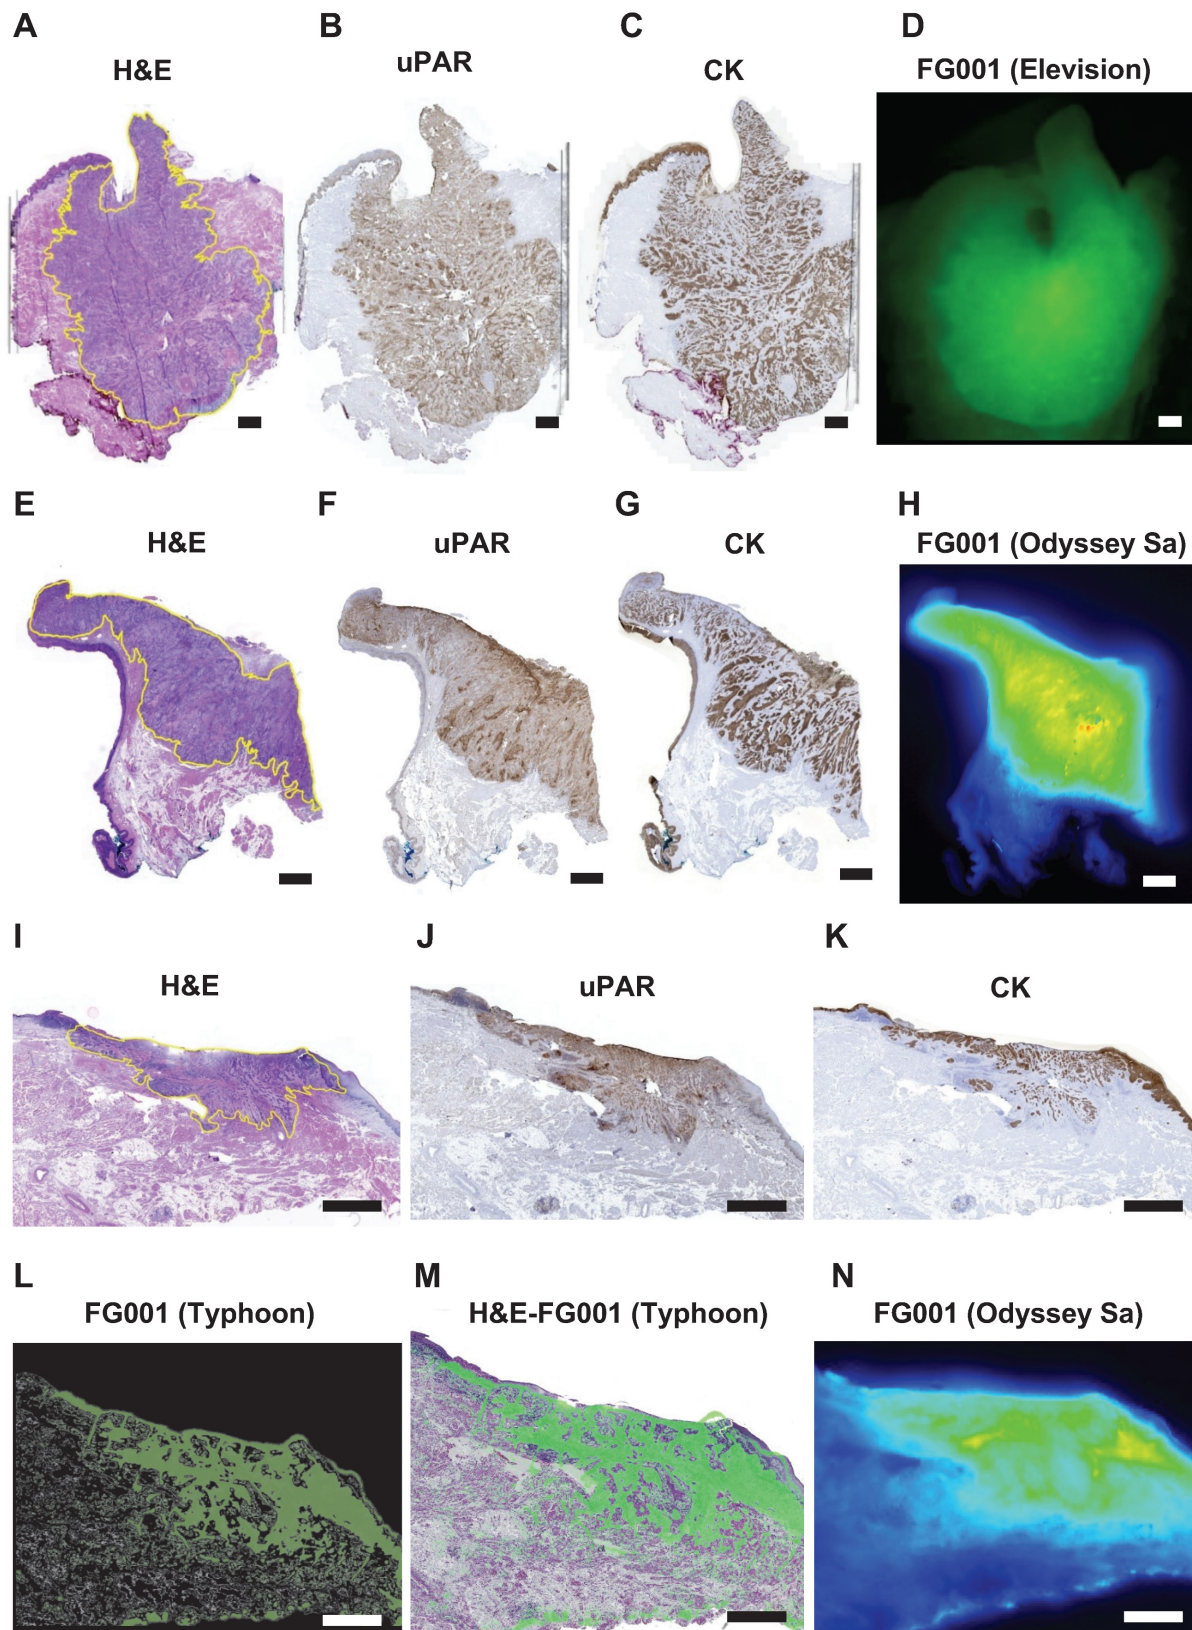 A
B
C
D
H&E
uPAR
CK
FG001 (Elevision)
E
F
G
H
H&E
uPAR
CK
FG001 (Odyssey Sa)
I
J
K
H&E
uPAR
CK
L
M
N
FG001 (Typhoon)
H&E-FG001 (Typhoon)
FG001 (Odyssey Sa)